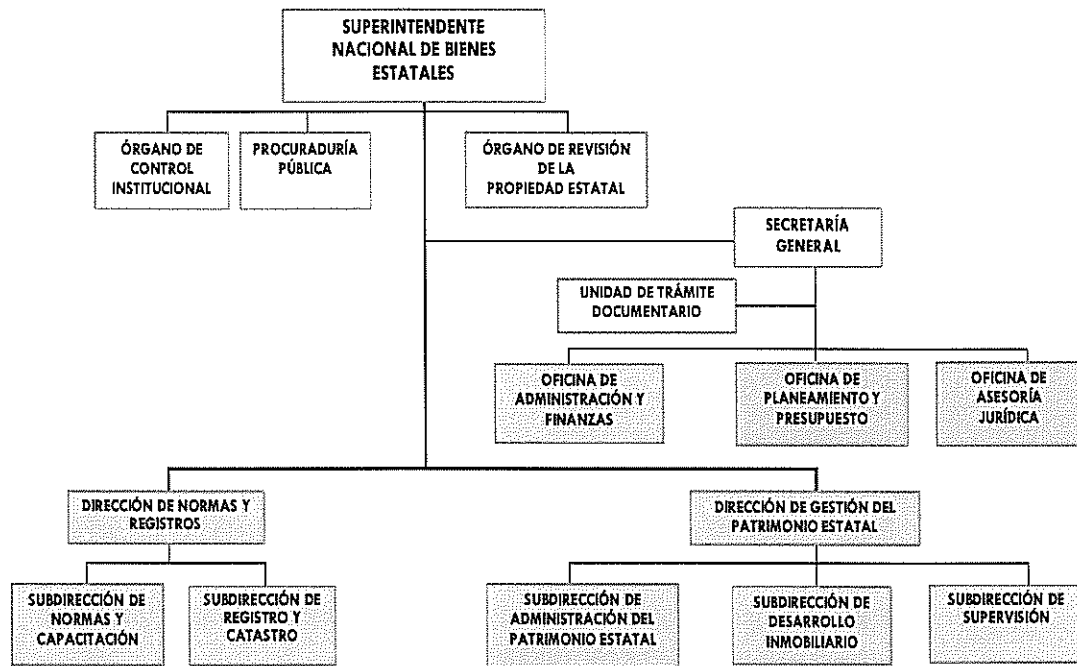 SUPERINTENDENTE
NACIONAL DE BIENES
ESTATALES
ÓRGANO DE
CONTROL
INSTITUCIONAL
PROCURADURÍA
PÚBLICA
ÓRGANO DE REVISIÓN
DE LA
PROPIEDAD ESTATAL
SECRETARÍA
GENERAL
UNIDAD DE TRÁMITE
DOCUMENTARIO
OFICINA DE
ADMINISTRACIÓN Y
FINANZAS
OFICINA DE
PLANEAMIENTO Y
PRESUPUESTO
OFICINA DE
ASESORÍA
JURÍDICA
DIRECCIÓN DE NORMAS Y
REGISTROS
DIRECCIÓN DE GESTIÓN DEL
PATRIMONIO ESTATAL
SUBDIRECCIÓN DE
NORMAS Y
CAPACITACIÓN
SUBDIRECCIÓN DE
REGISTRO Y
CATASTRO
SUBDIRECCIÓN DE
ADMINISTRACIÓN DEL
PATRIMONIO ESTATAL
SUBDIRECCIÓN DE
DESARROLLO
INMOBILIARIO
SUBDIRECCIÓN DE
SUPERVISIÓN